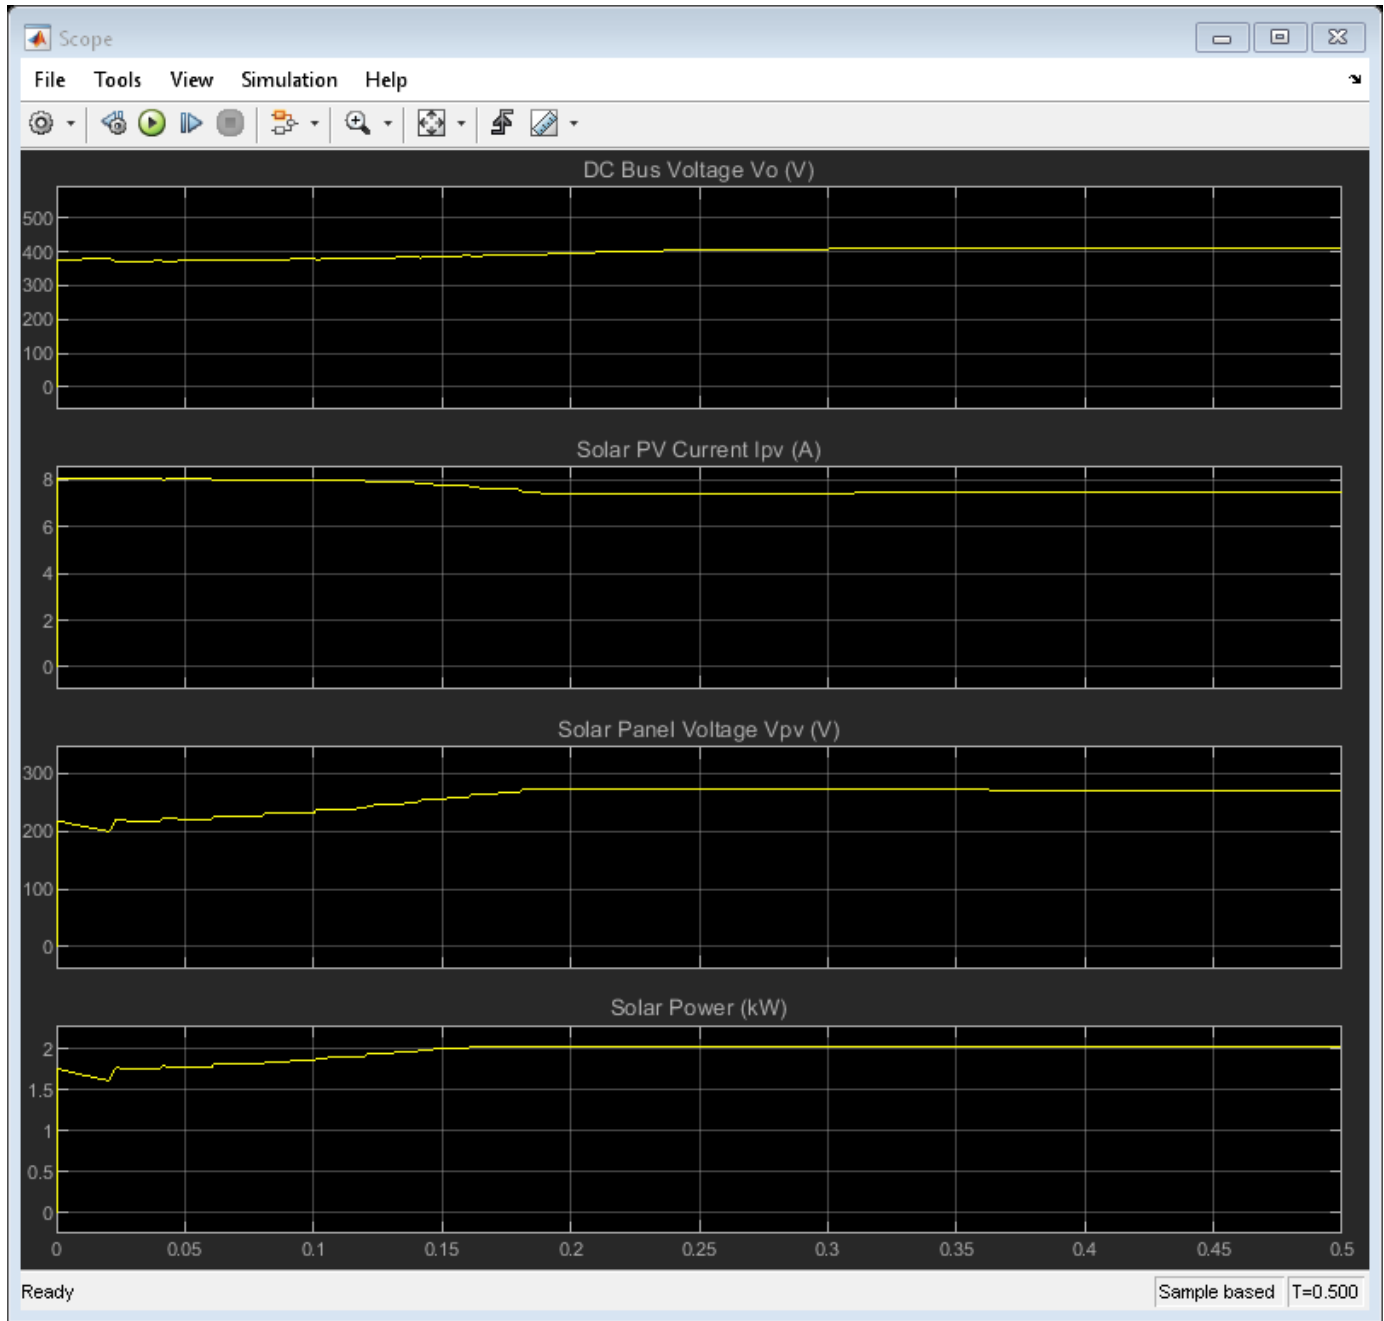 Scope
File Tools View Simulation Help
DC Bus Voltage Vo (V)
500
400
300
200
100
0
Solar PV Current Ipv (A)
8
6
4
2
0
Solar Panel Voltage Vpv (V)
300
200
100
0
Solar Power (kW)
2
1.5
1
0.5
0
0 0.05 0.1 0.15 0.2 0.25 0.3 0.35 0.4 0.45 0.5
Ready Sample based T=0.500